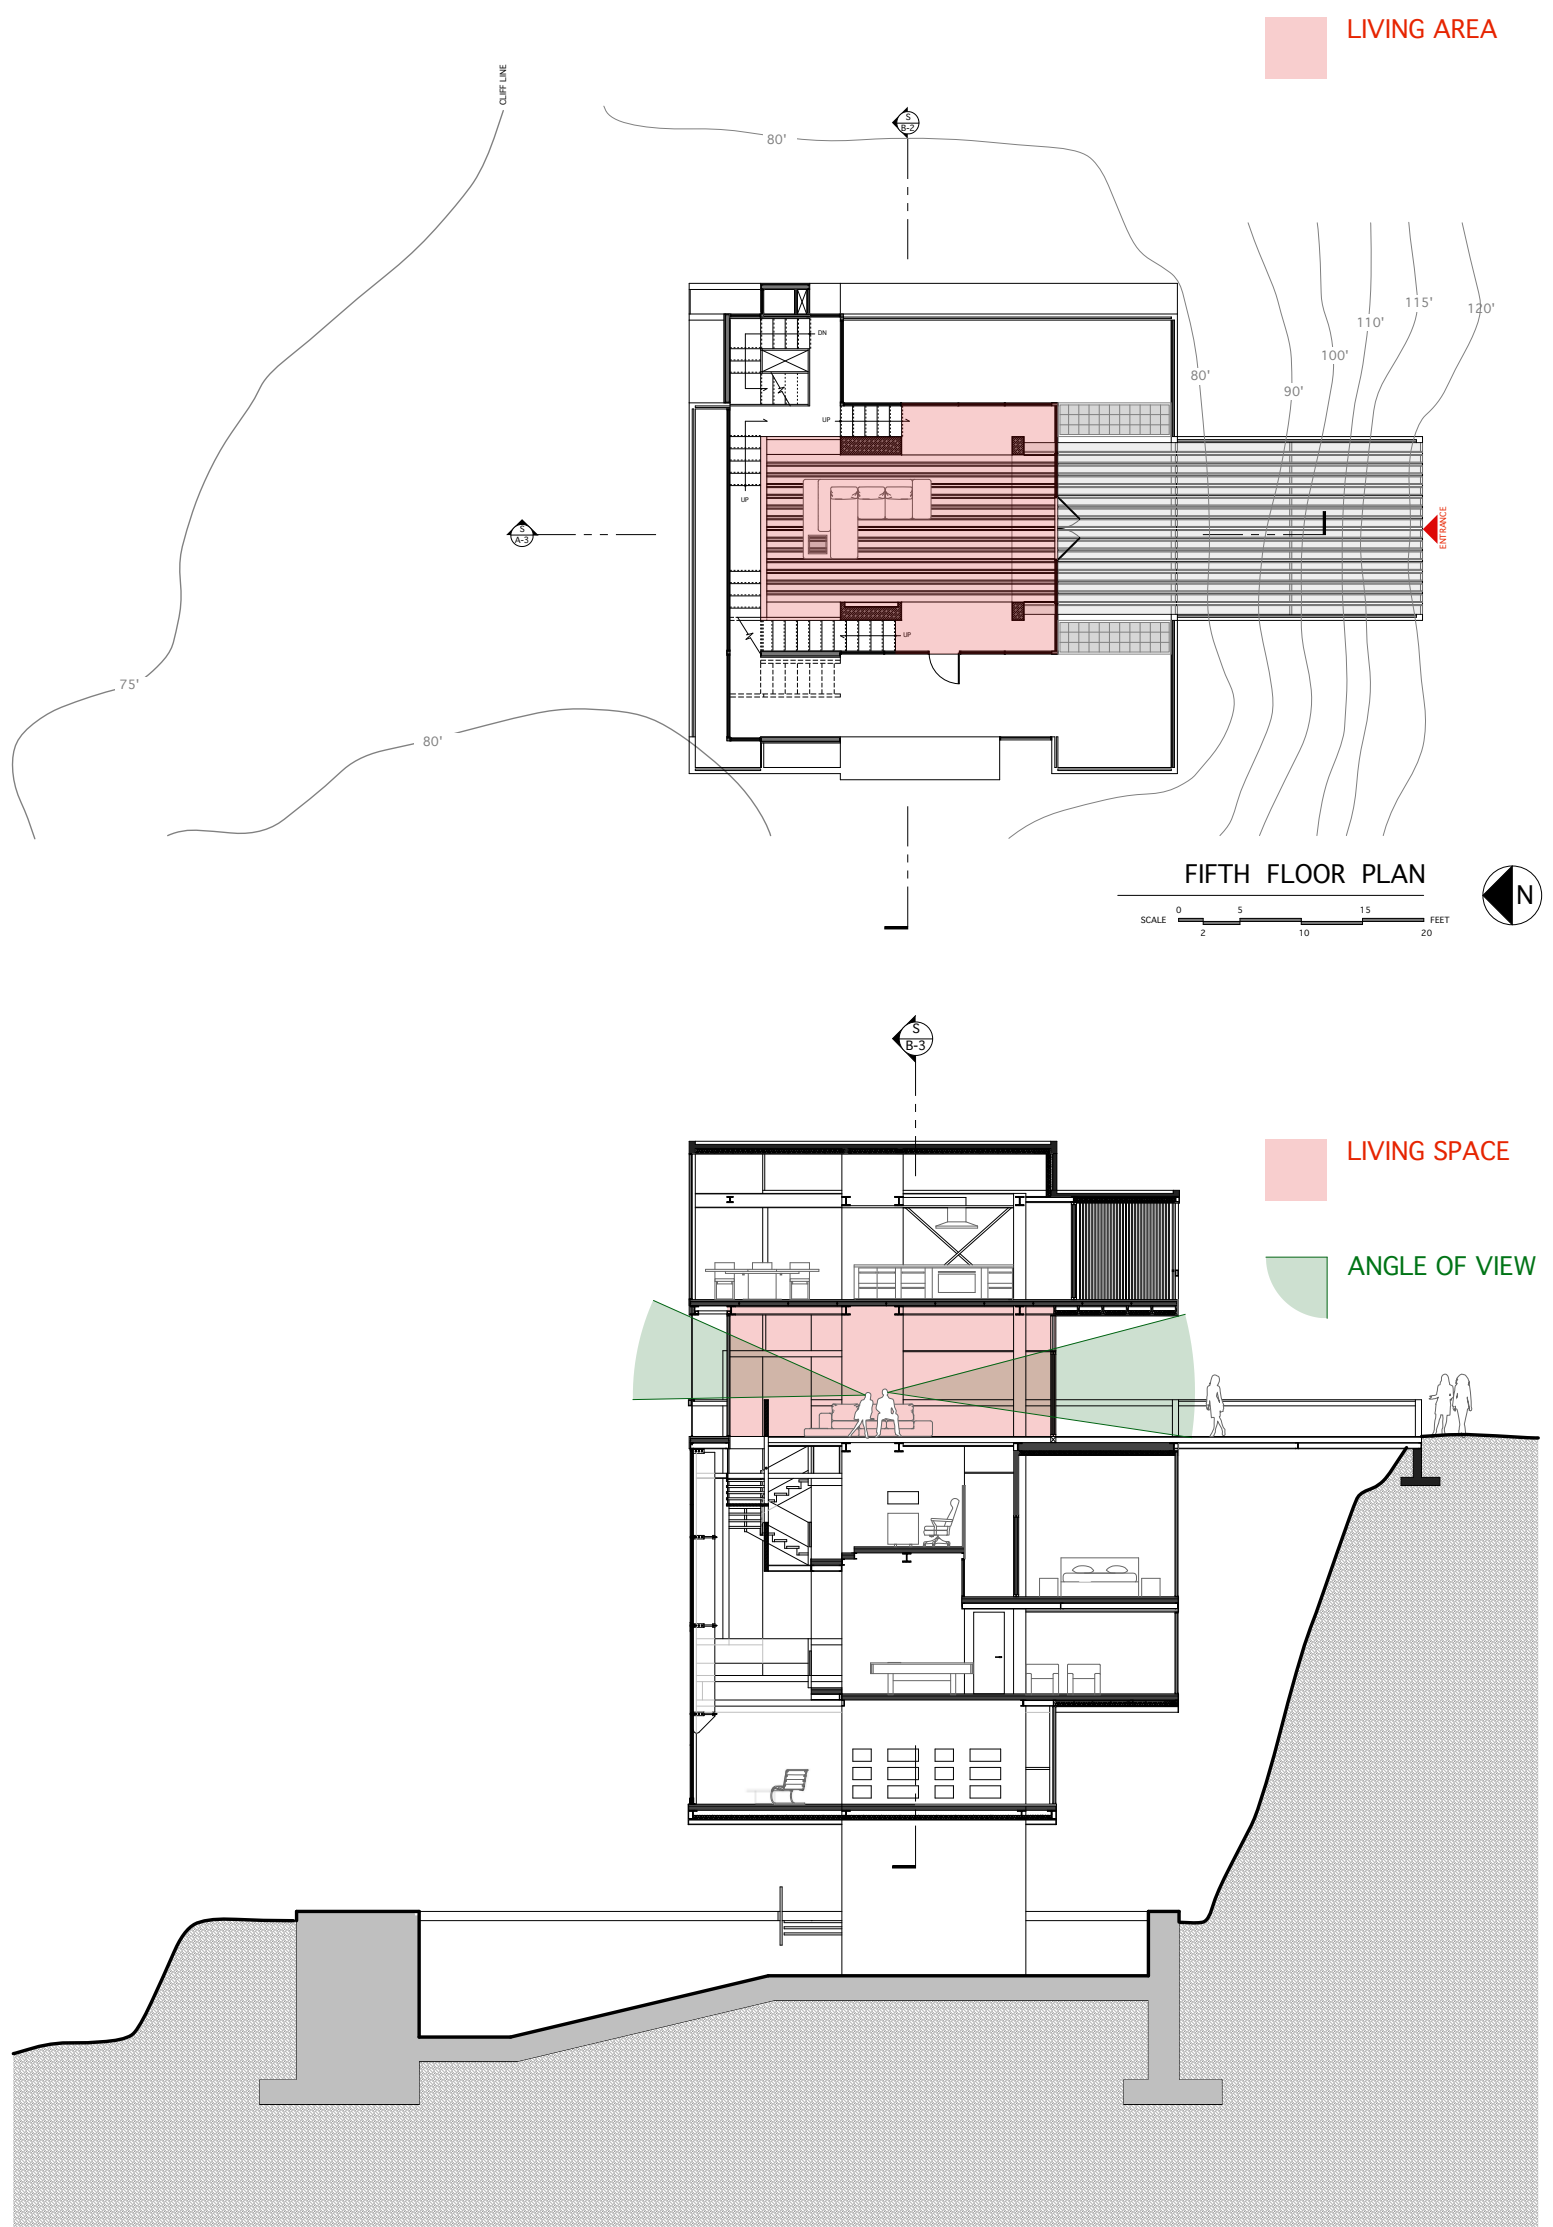 LIVING AREA
CLIFF LINE
S
B-2
80'
115'
120'
110'
DN
100'
80'
90'
UP
UP
S
A-3
ENTRANCE
UP
75'
80'
FIFTH FLOOR PLAN
N
0 5 15
SCALE FEET
2 10 20
S
B-3
LIVING SPACE
ANGLE OF VIEW